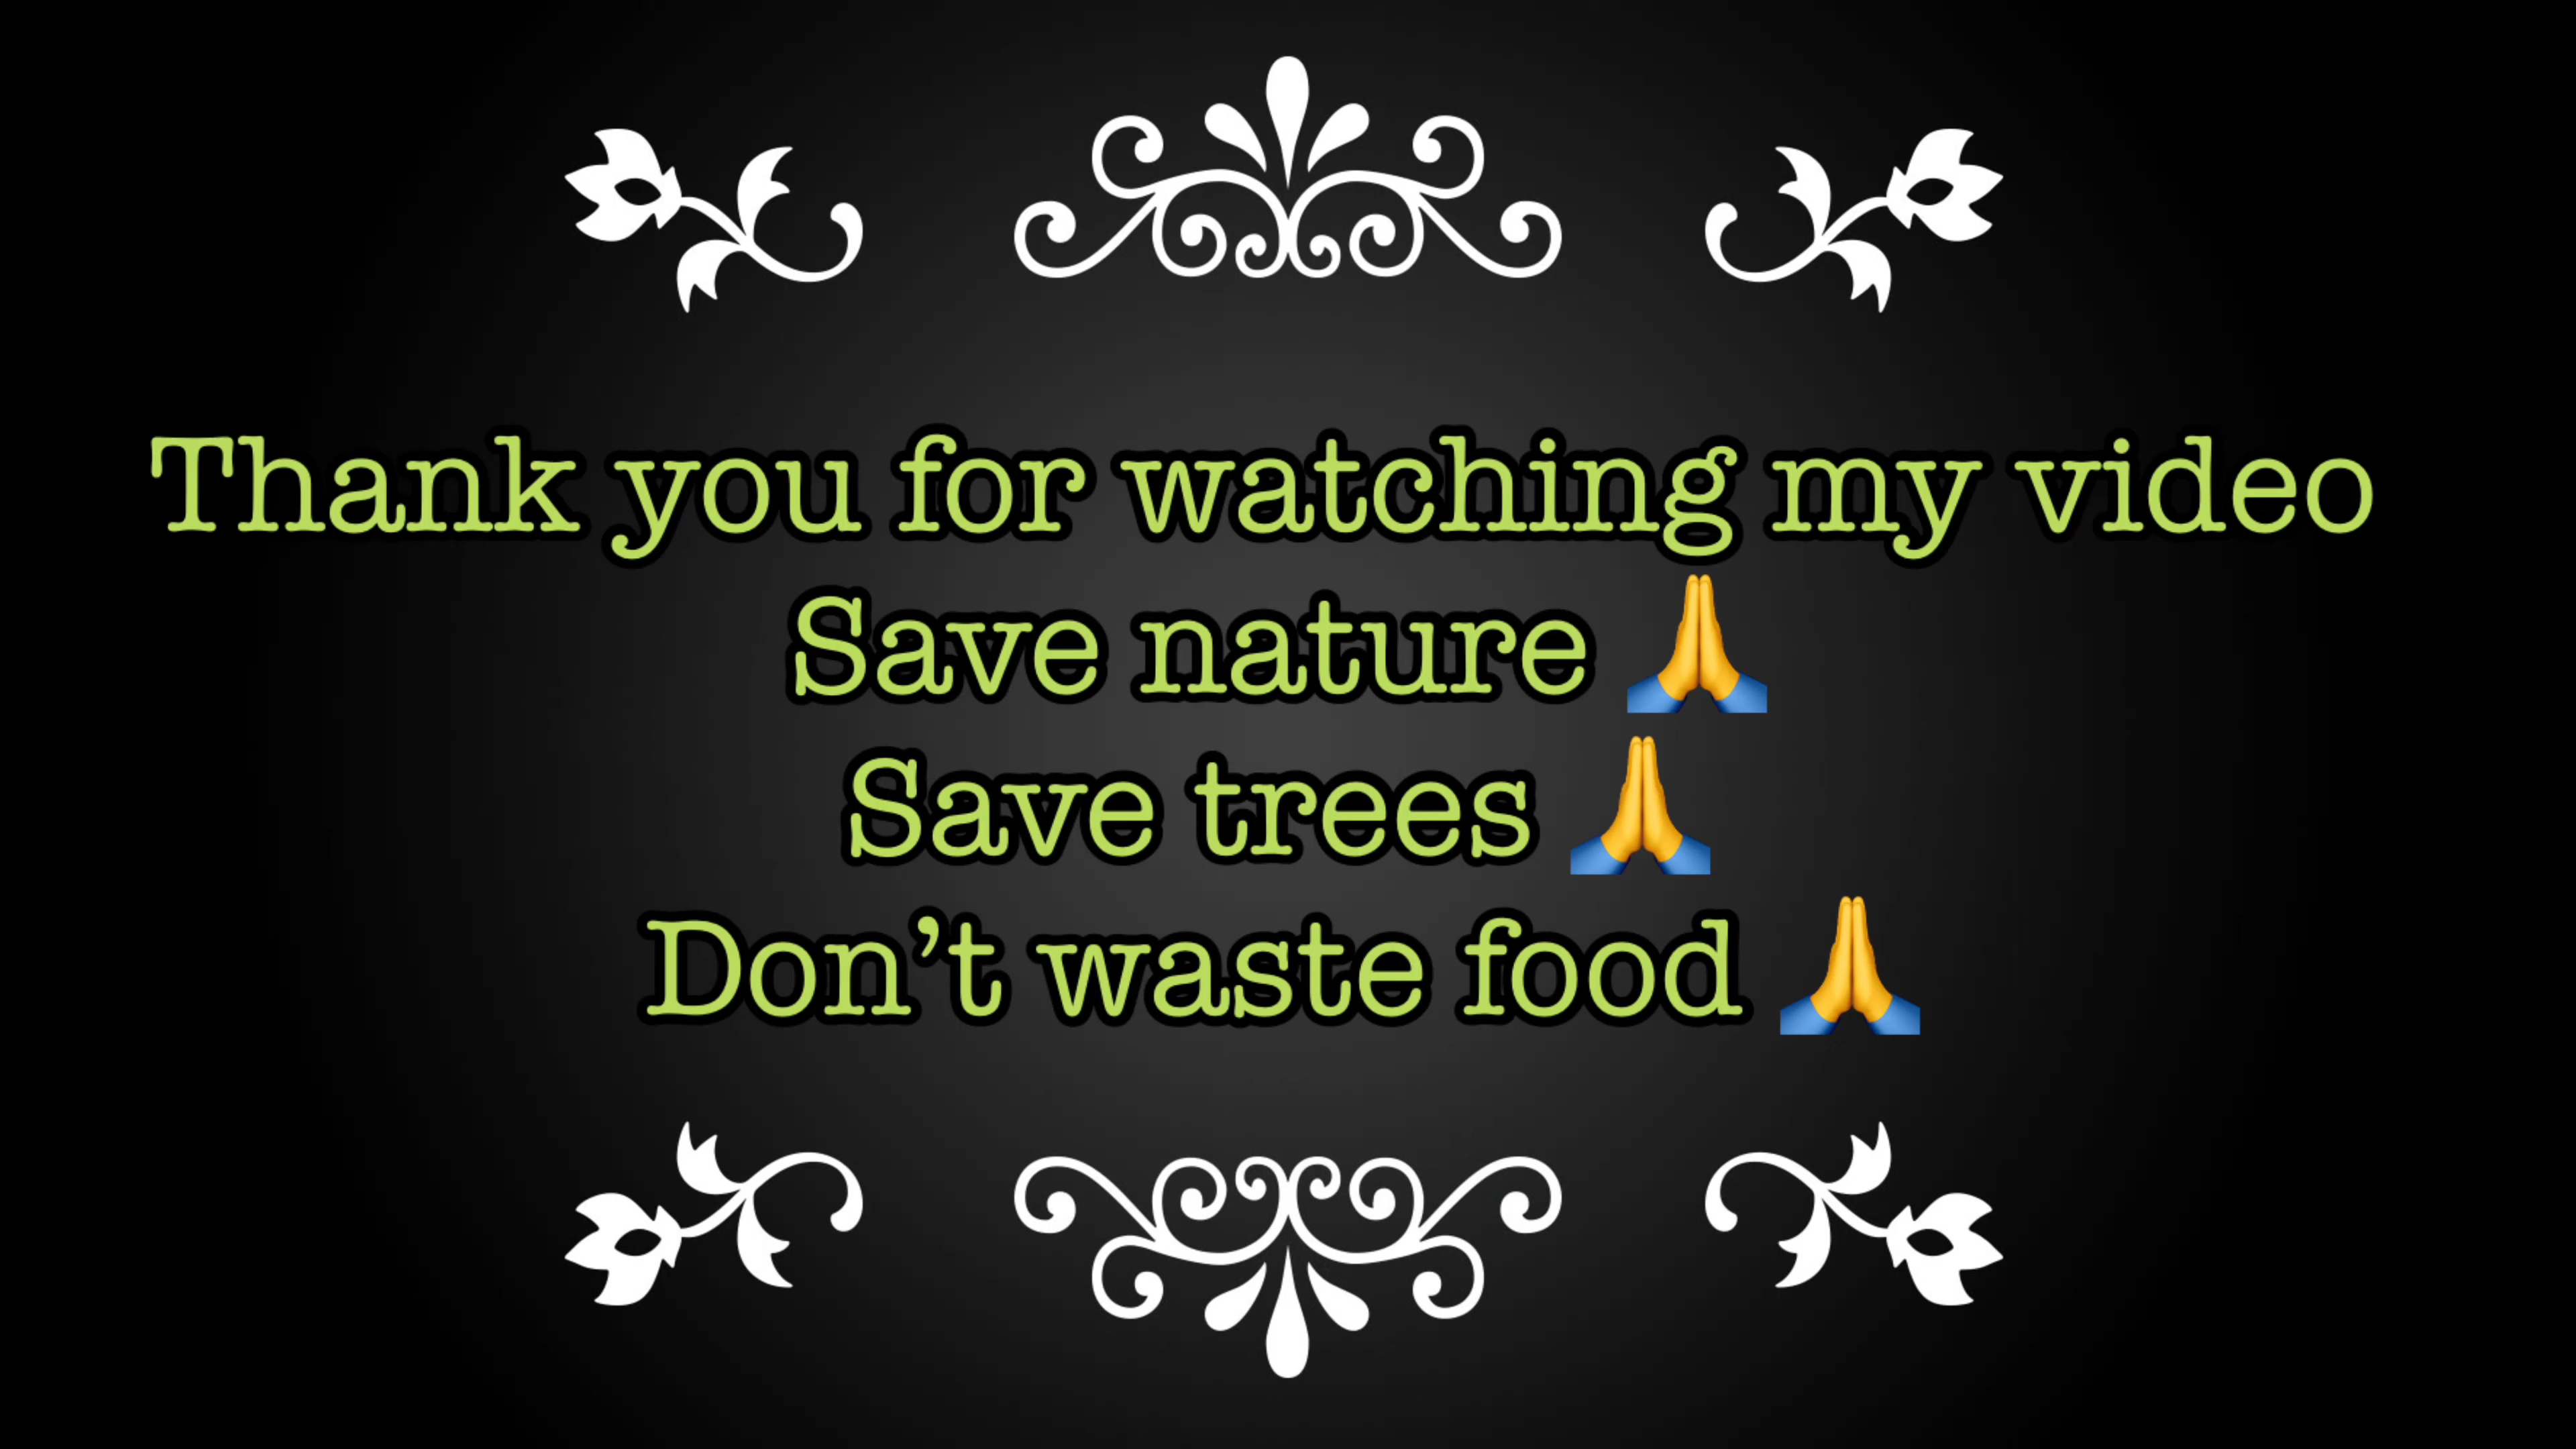 Thank you for watching my video
Save nature 🙏
Save trees 🙏
Don’t waste food 🙏